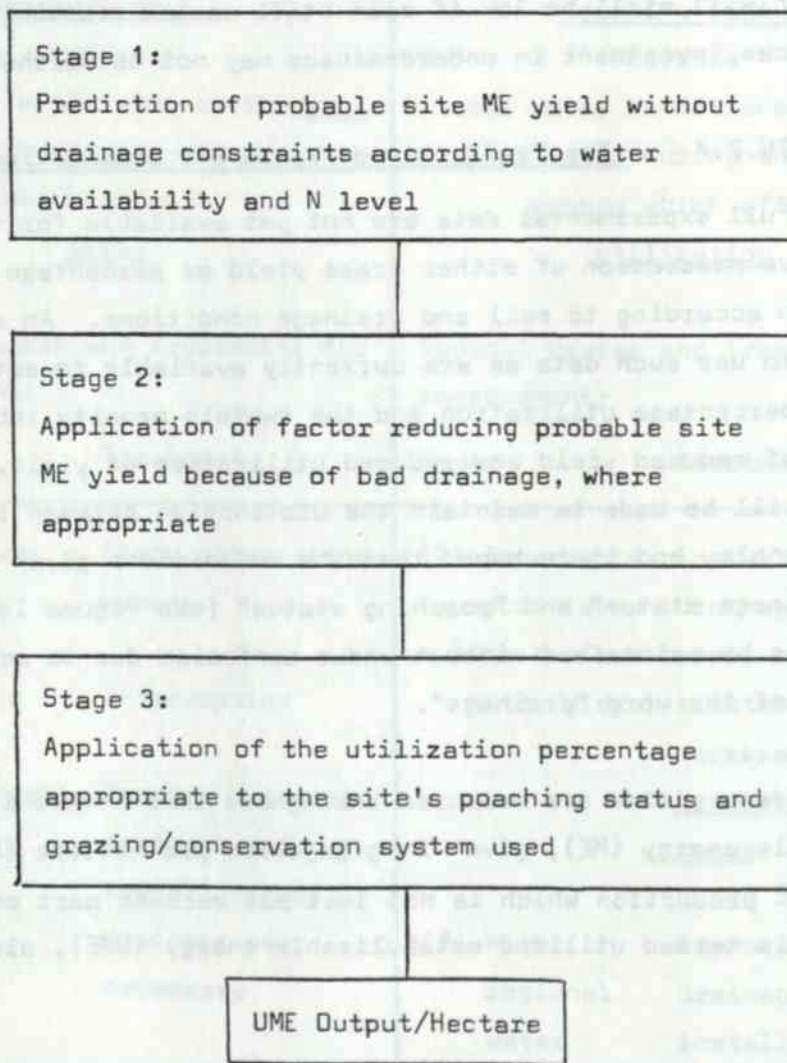 Stage 1:
Prediction of probable site ME yield without
drainage constraints according to water
availability and N level
Stage 2:
Application of factor reducing probable site
ME yield because of bad drainage, where
appropriate
Stage 3:
Application of the utilization percentage
appropriate to the site's poaching status and
grazing/conservation system used
UME Output/Hectare